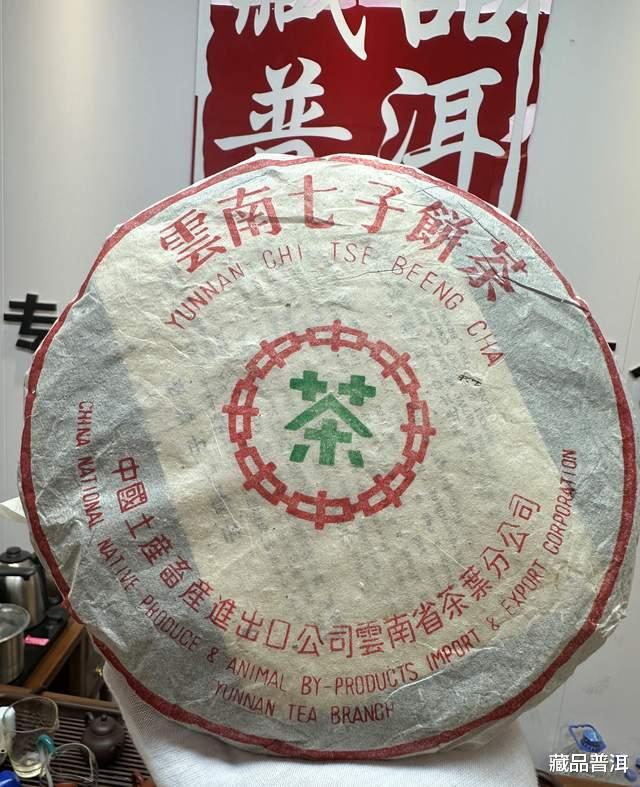 藏品
普洱
专
雲南七子餅茶
YUNNAN CHI TSE BEENG CHA
茶
中國土產畜產進出口公司雲南省茶葉分公司
CHINA NATIONAL NATIVE PRODUCE & ANIMAL BY-PRODUCTS IMPORT & EXPORT CORPORATION
YUNNAN TEA BRANCH
藏品普洱